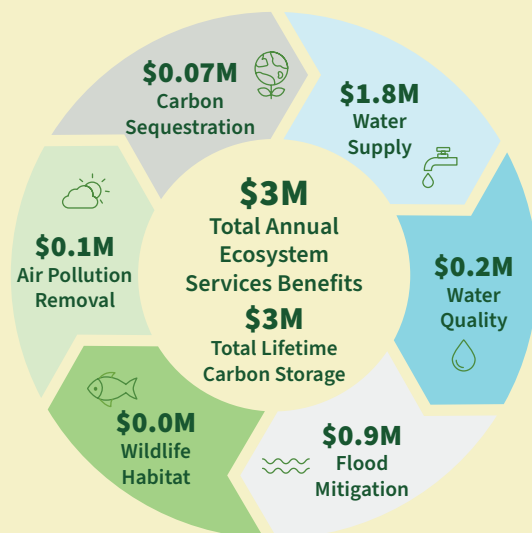 $0.07M
Carbon
Sequestration
$1.8M
Water
Supply
$0.2M
Water
Quality
$0.9M
Flood
Mitigation
$0.0M
Wildlife
Habitat
$0.1M
Air Pollution
Removal
$3M
Total Annual
Ecosystem
Services Benefits
$3M
Total Lifetime
Carbon Storage